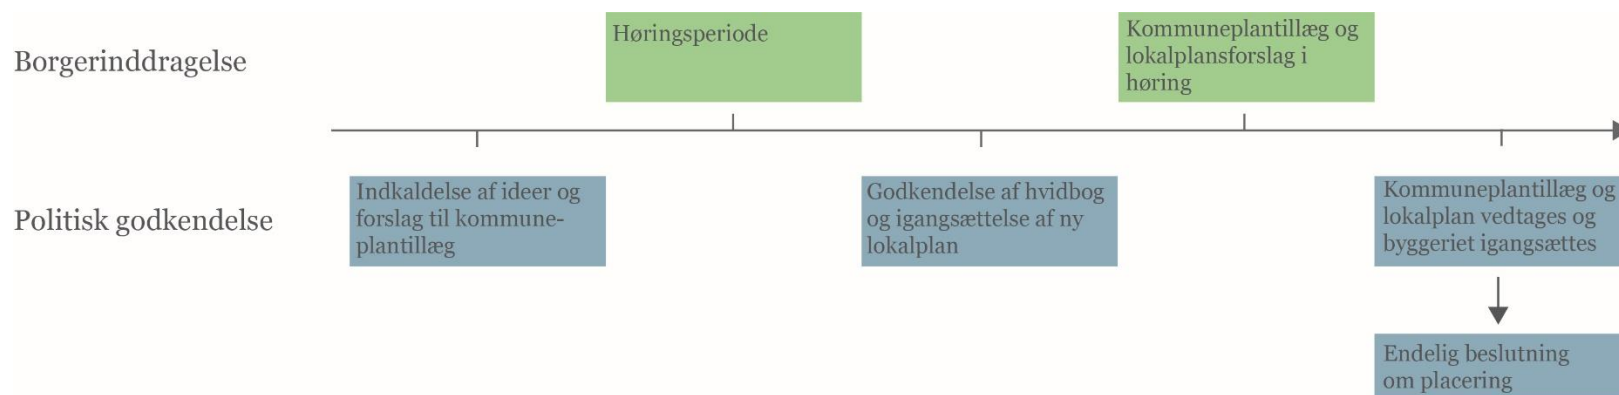 Borgerinddragelse
Høringsperiode
Kommuneplantillæg og
lokalplansforslag i
høring
Politisk godkendelse
Indkaldelse af ideer og
forslag til kommune-
plantillæg
Godkendelse af hvidbog
og igangsættelse af ny
lokalplan
Kommuneplantillæg og
lokalplan vedtages og
byggeriet igangsættes
Endelig beslutning
om placering